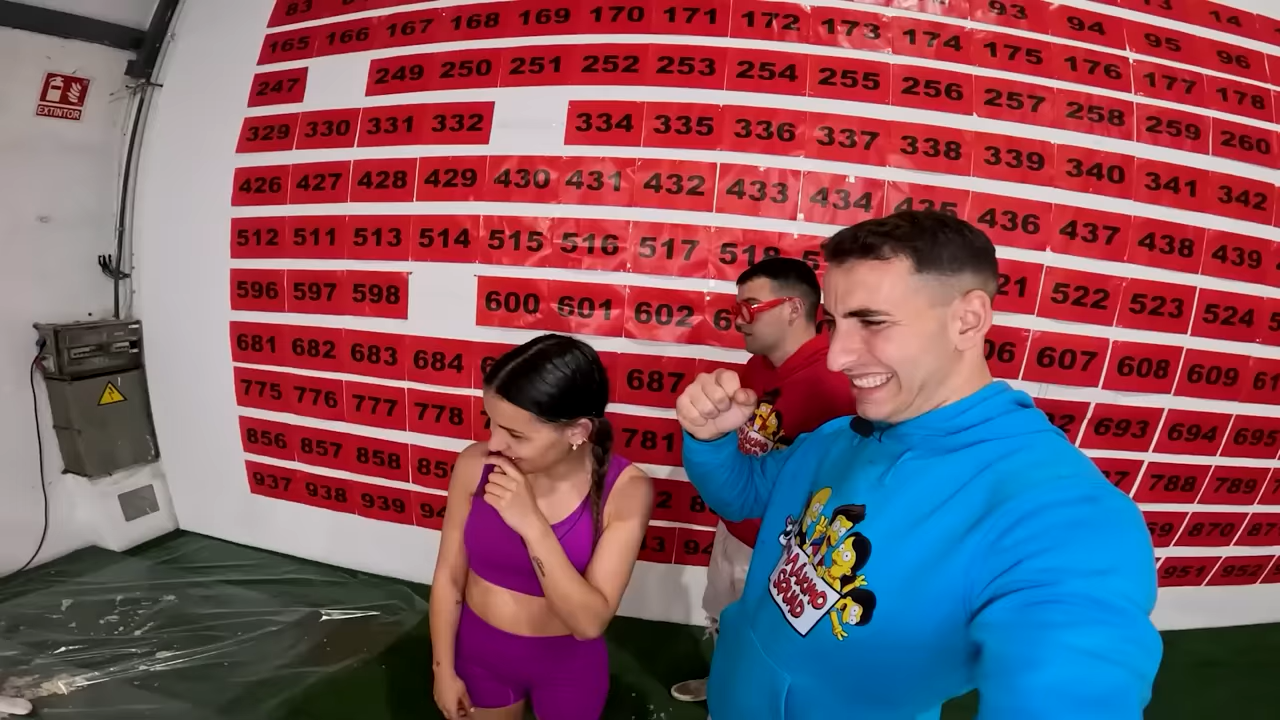 83 93 94 13 14
165 166 167 168 169 170 171 172 173 174 175 95 96
247 249 250 251 252 253 254 255 256 176 177 178
329 330 331 332 334 335 336 337 338 257 258 259 260
426 427 428 429 430 431 432 433 434 435 339 340 341 342
512 511 513 514 515 516 517 518 436 437 438 439
596 597 598 600 601 602 522 523 524
681 682 683 684 687 607 608 609
775 776 777 778 781 693 694 695
856 857 858 788 789
937 938 939 870
951 952
EXTINTOR
MAKIMO
SQUAD